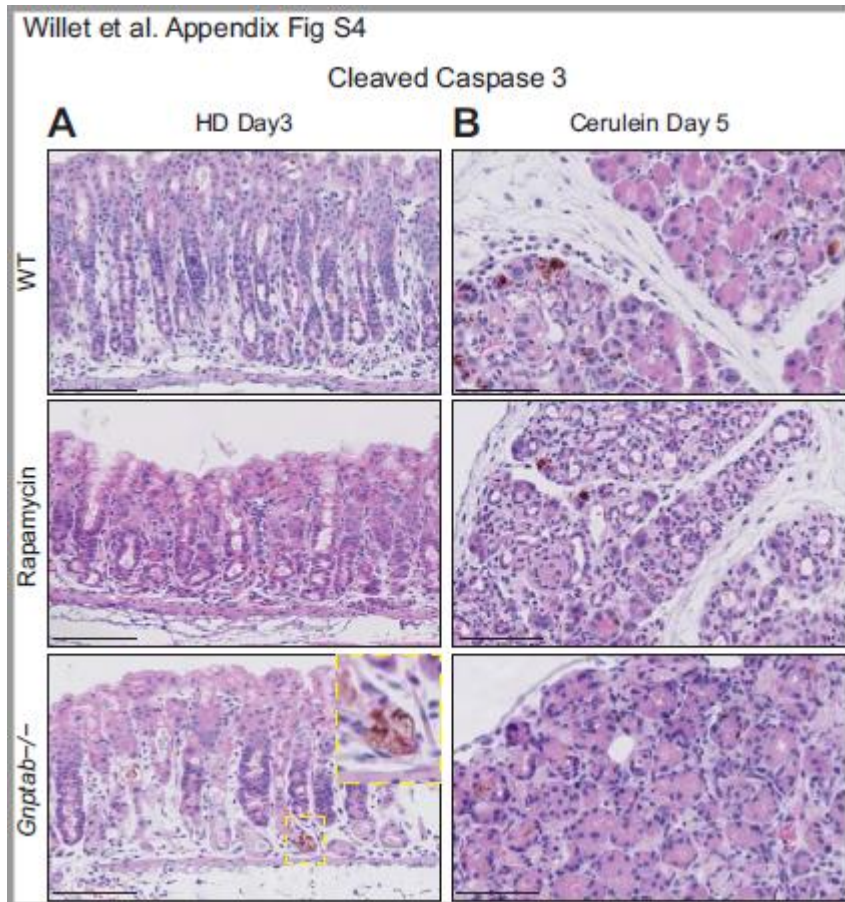 Willet et al. Appendix Fig S4
Cleaved Caspase 3
A
HD Day3
B
Cerulein Day 5
WT
Rapamycin
Gnptab−/−